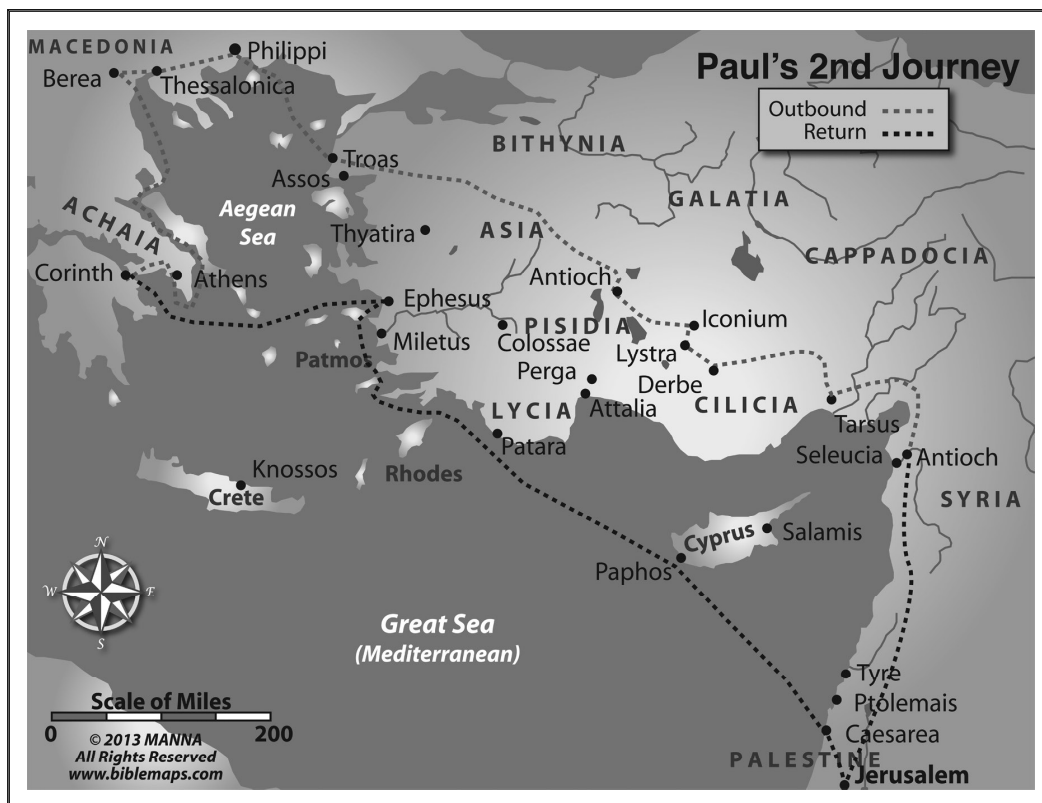 MACEDONIA
Philippi
Berea
Thessalonica
Paul's 2nd Journey
Outbound
Return
BITHYNIA
Troas
Assos
GALATIA
ACHAIA
Aegean
Sea
Thyatira
ASIA
CAPPADOCIA
Corinth
Athens
Antioch
Ephesus
PISIDIA
Iconium
Miletus
Colossae
Lystra
Patmos
Perga
Derbe
LYCIA
Attalia
CILICIA
Tarsus
Patara
Seleucia
Antioch
Knossos
Rhodes
Crete
SYRIA
Cyprus
Salamis
Paphos
N
W
S
Great Sea
(Mediterranean)
Tyre
Scale of Miles
Ptolemais
0
200
Caesarea
© 2013 MANNA
All Rights Reserved
www.biblemaps.com
PALESTINE
Jerusalem